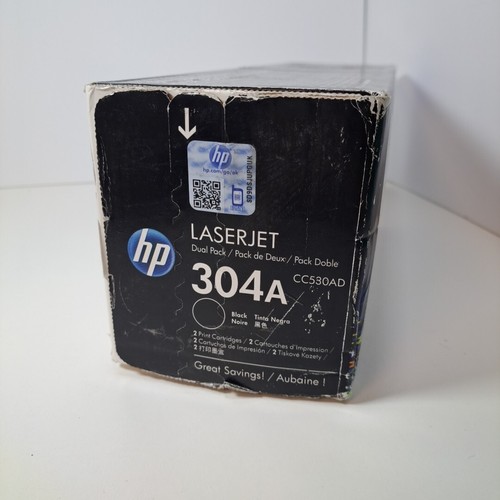 hp
hp.com/go/ok
LASERJET
Dual Pack / Pack de Deux / Pack Doble
hp
304A
CC530AD
Black Tinta Negra
Noire 黑色
2 Print Cartridges / 2 Cartouches d'Impression /
2 Cartuchos de Impresión / 2 Tiskové Kazety /
2 打印墨盒
Great Savings! / Aubaine!